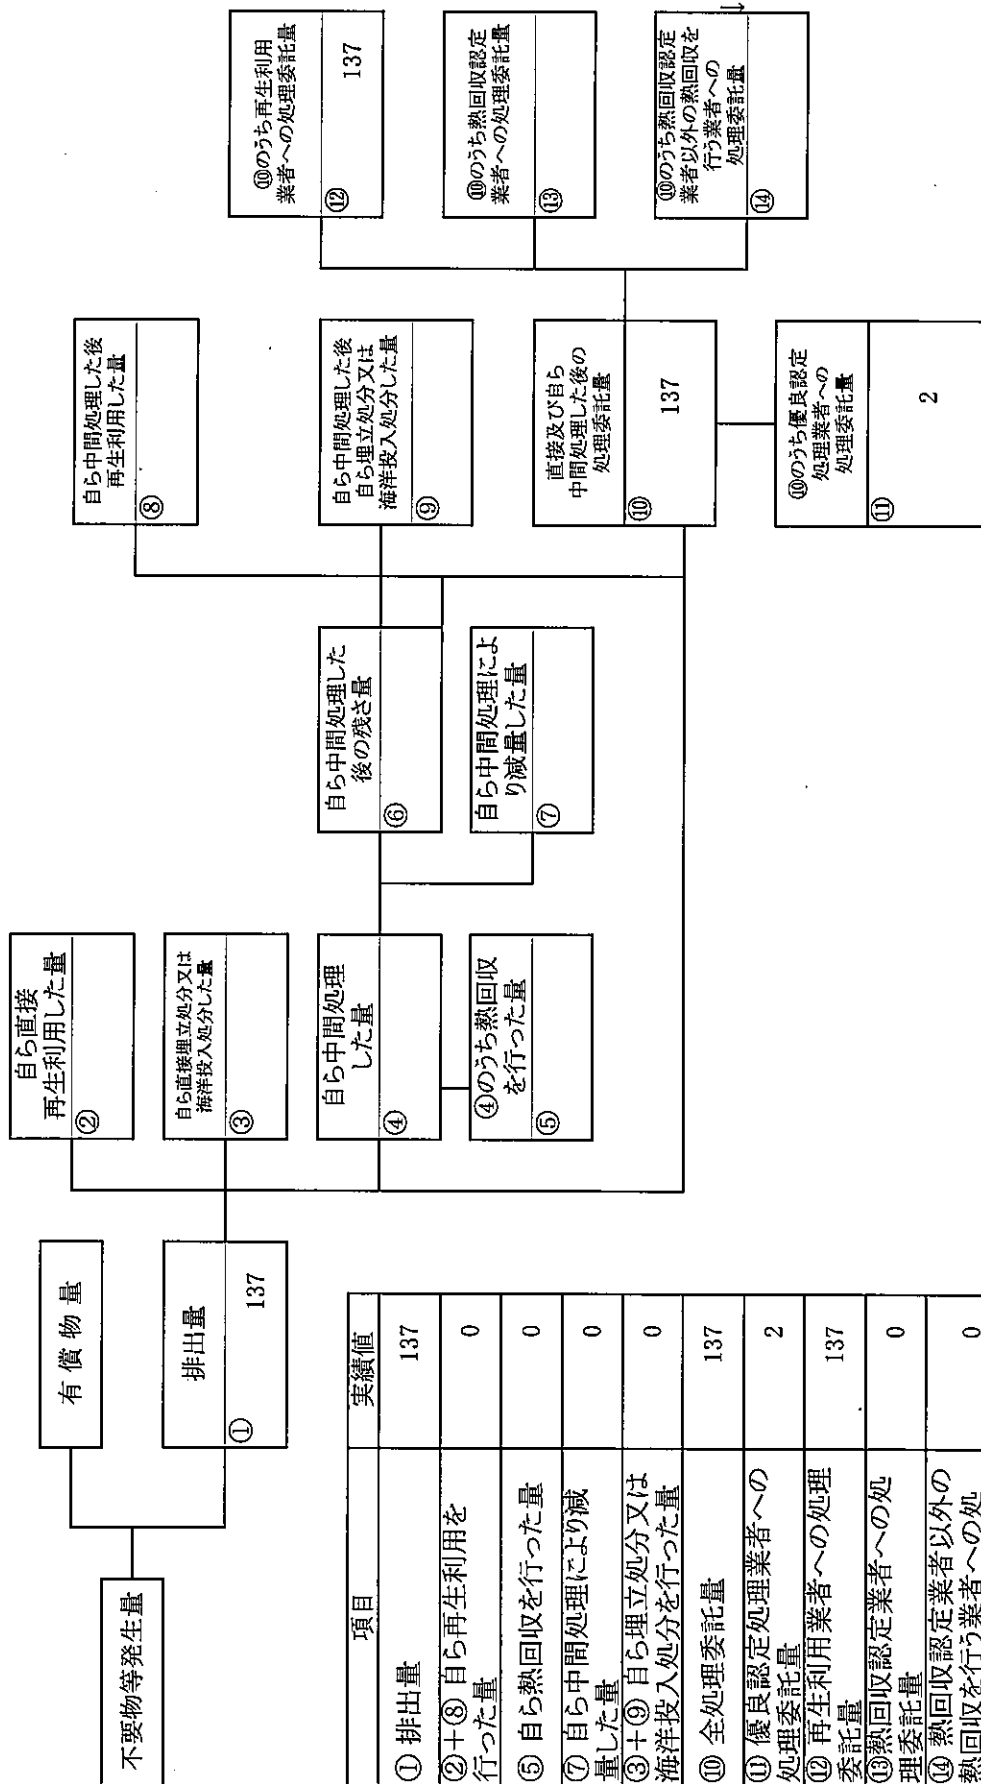 不要物等発生量
有償物量
排出量
①
137
自ら直接
再生利用した量
②
自ら直接埋立処分又は
海洋投入処分した量
③
自ら中間処理
した量
④
④のうち熱回収
を行った量
⑤
自ら中間処理した
後の残さ量
⑥
自ら中間処理によ
り減量した量
⑦
自ら中間処理した後
再生利用した量
⑧
自ら中間処理した後
自ら埋立処分又は
海洋投入処分した量
⑨
直接及び自ら
中間処理した後の
処理委託量
⑩
137
⑩のうち優良認定
処理業者への
処理委託量
⑪
2
⑩のうち再生利用
業者への処理委託量
⑫
137
⑩のうち熱回収認定
業者への処理委託量
⑬
⑩のうち熱回収認定
業者以外の熱回収を
行う業者への
処理委託量
⑭
項目 実績値
① 排出量 137
②+⑧ 自ら再生利用を
行った量 0
⑤ 自ら熱回収を行った量 0
⑦ 自ら中間処理により減
量した量 0
③+⑨ 自ら埋立処分又は
海洋投入処分を行った量 0
⑩ 全処理委託量 137
⑪ 優良認定処理業者への
処理委託量 2
⑫ 再生利用業者への処理
委託量 137
⑬熱回収認定業者への処
理委託量 0
⑭ 熱回収認定業者以外の
熱回収を行う業者への処 0